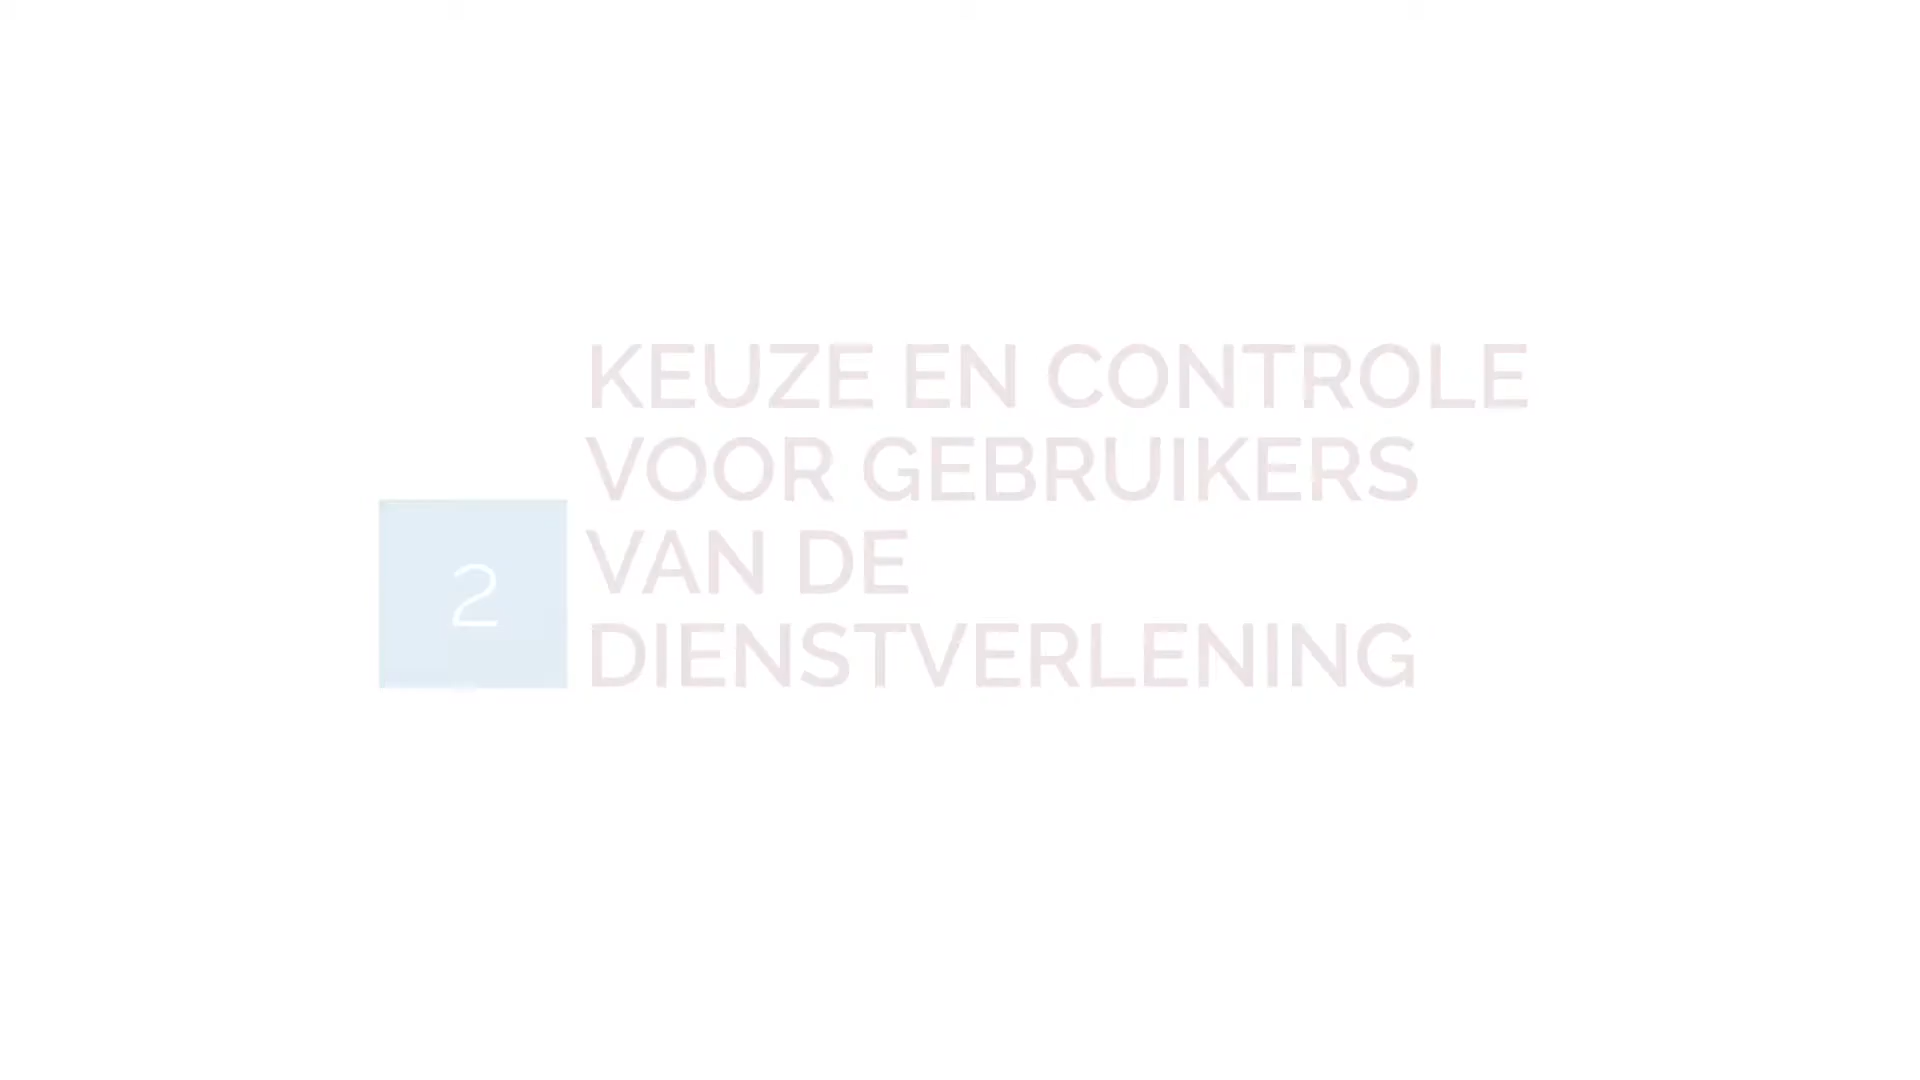 KEUZE EN CONTROLE
VOOR GEBRUIKERS
VAN DE
2
DIENSTVERLENING